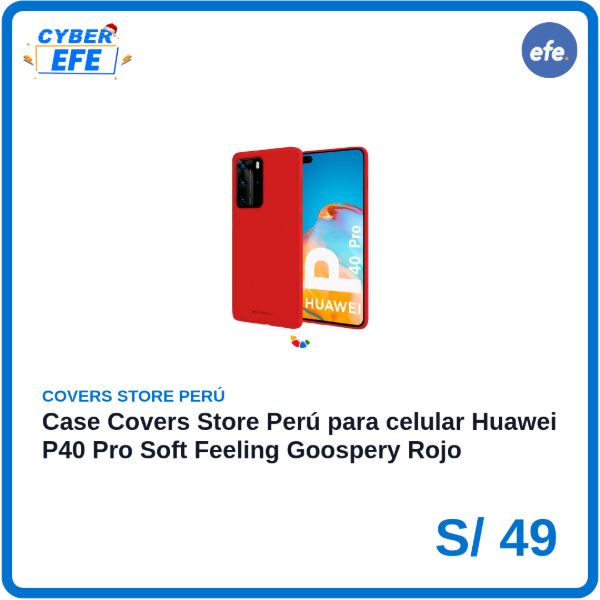 CYBER
EFE
efe.
P40 Pro
HUAWEI
COVERS STORE PERÚ
Case Covers Store Perú para celular Huawei
P40 Pro Soft Feeling Goospery Rojo
S/ 49